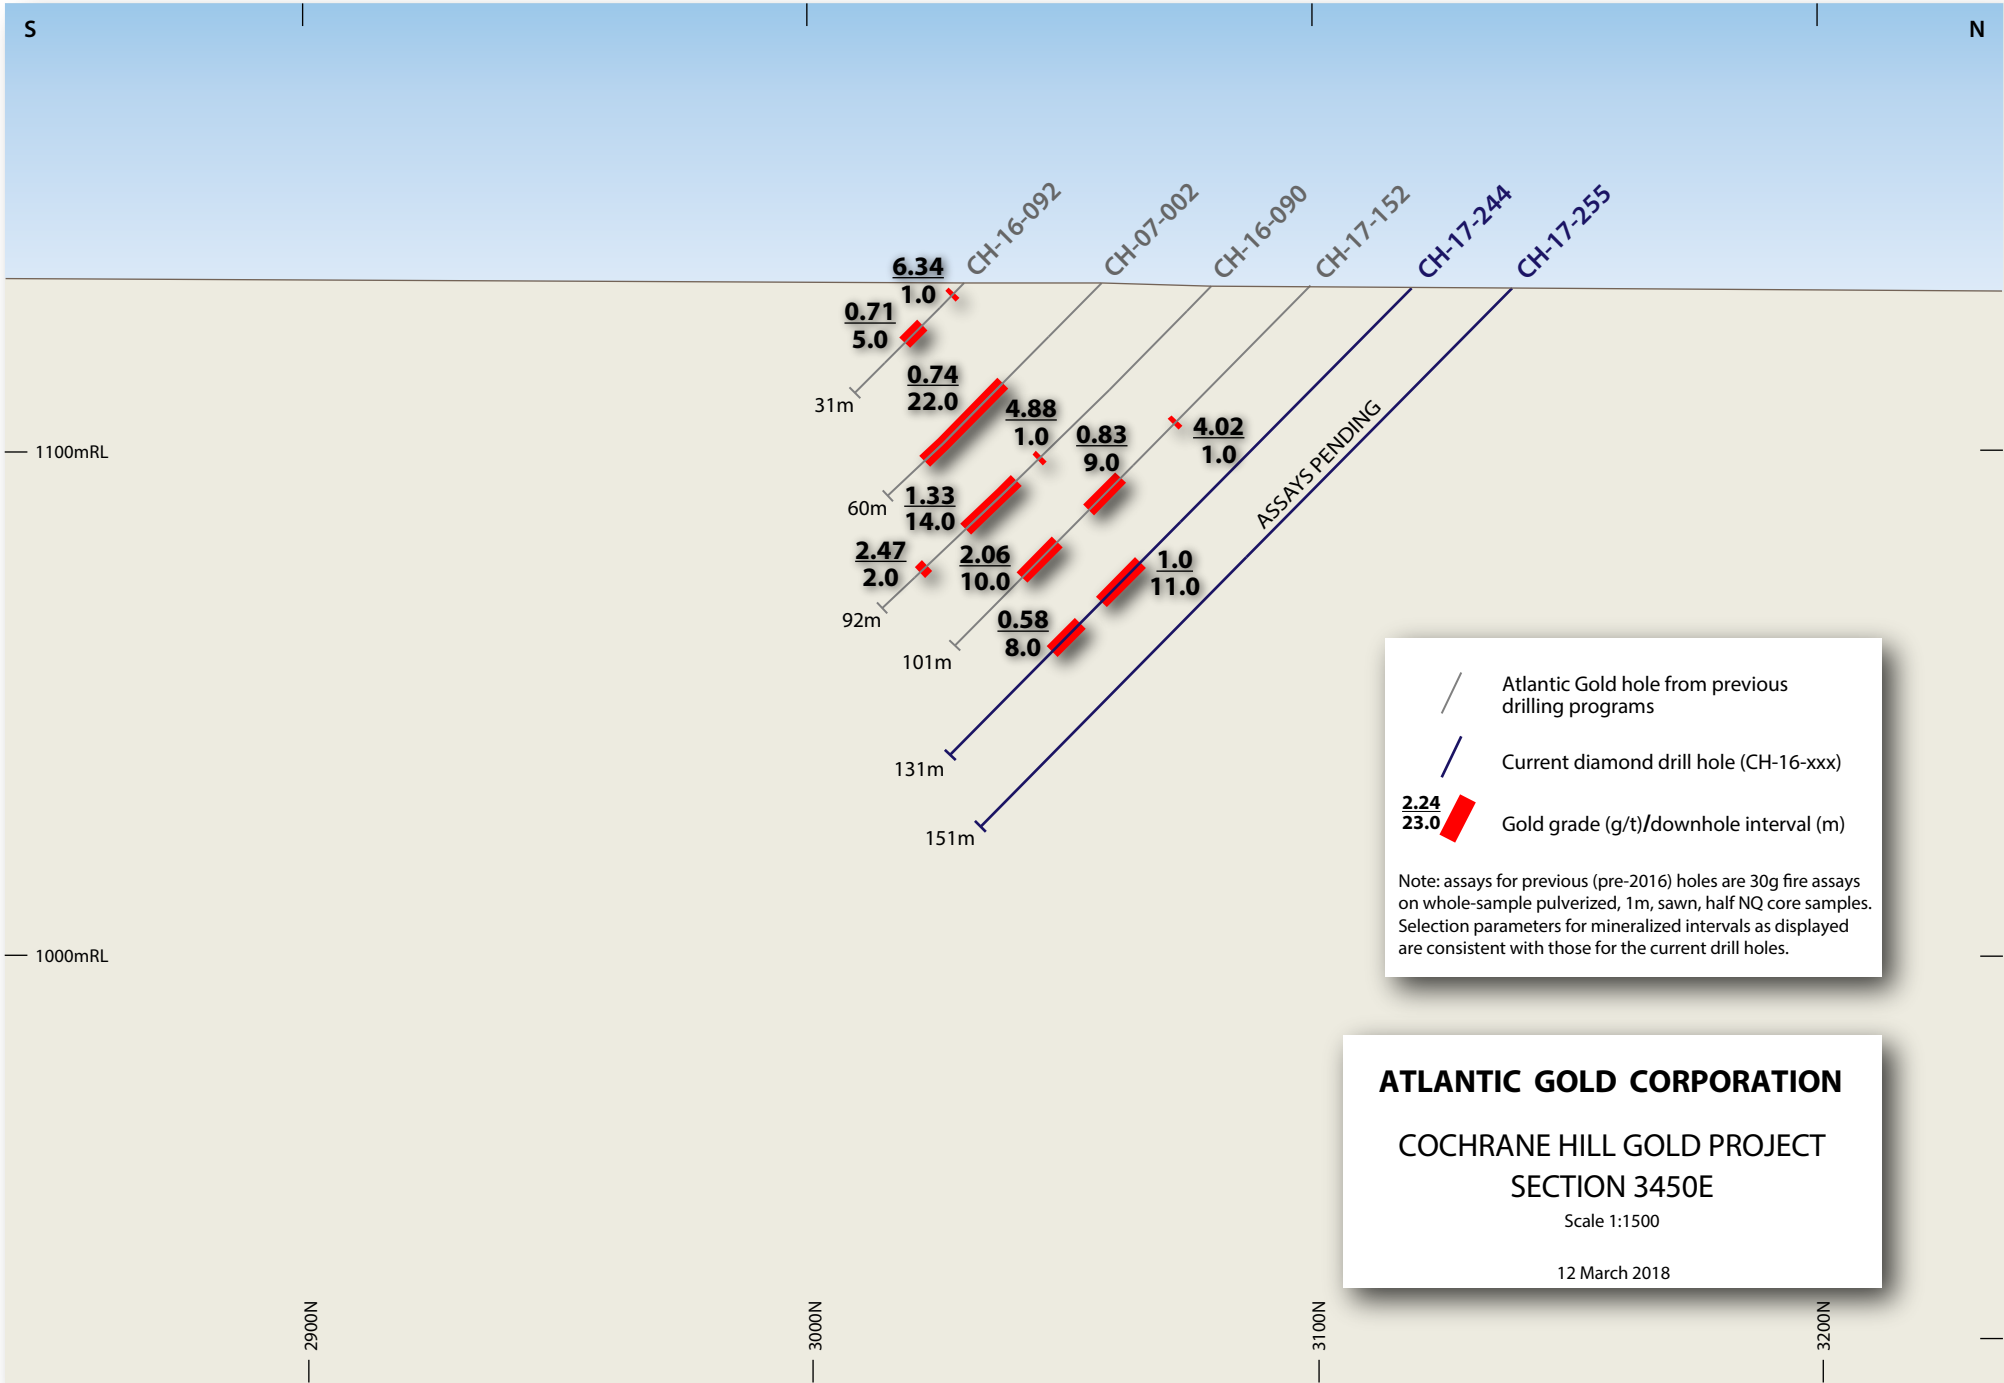 S
N
CH-16-092
CH-07-002
CH-16-090
CH-17-152
CH-17-244
CH-17-255
6.34
1.0
0.71
5.0
31m
0.74
22.0
60m
4.88
1.0
1.33
14.0
2.47
2.0
92m
4.02
1.0
0.83
9.0
2.06
10.0
101m
1.0
11.0
0.58
8.0
131m
ASSAYS PENDING
151m
1100mRL
1000mRL
Atlantic Gold hole from previous
drilling programs
Current diamond drill hole (CH-16-xxx)
2.24
23.0
Gold grade (g/t)/downhole interval (m)
Note: assays for previous (pre-2016) holes are 30g fire assays
on whole-sample pulverized, 1m, sawn, half NQ core samples.
Selection parameters for mineralized intervals as displayed
are consistent with those for the current drill holes.
ATLANTIC GOLD CORPORATION
COCHRANE HILL GOLD PROJECT
SECTION 3450E
Scale 1:1500
12 March 2018
2900N
3000N
3100N
3200N